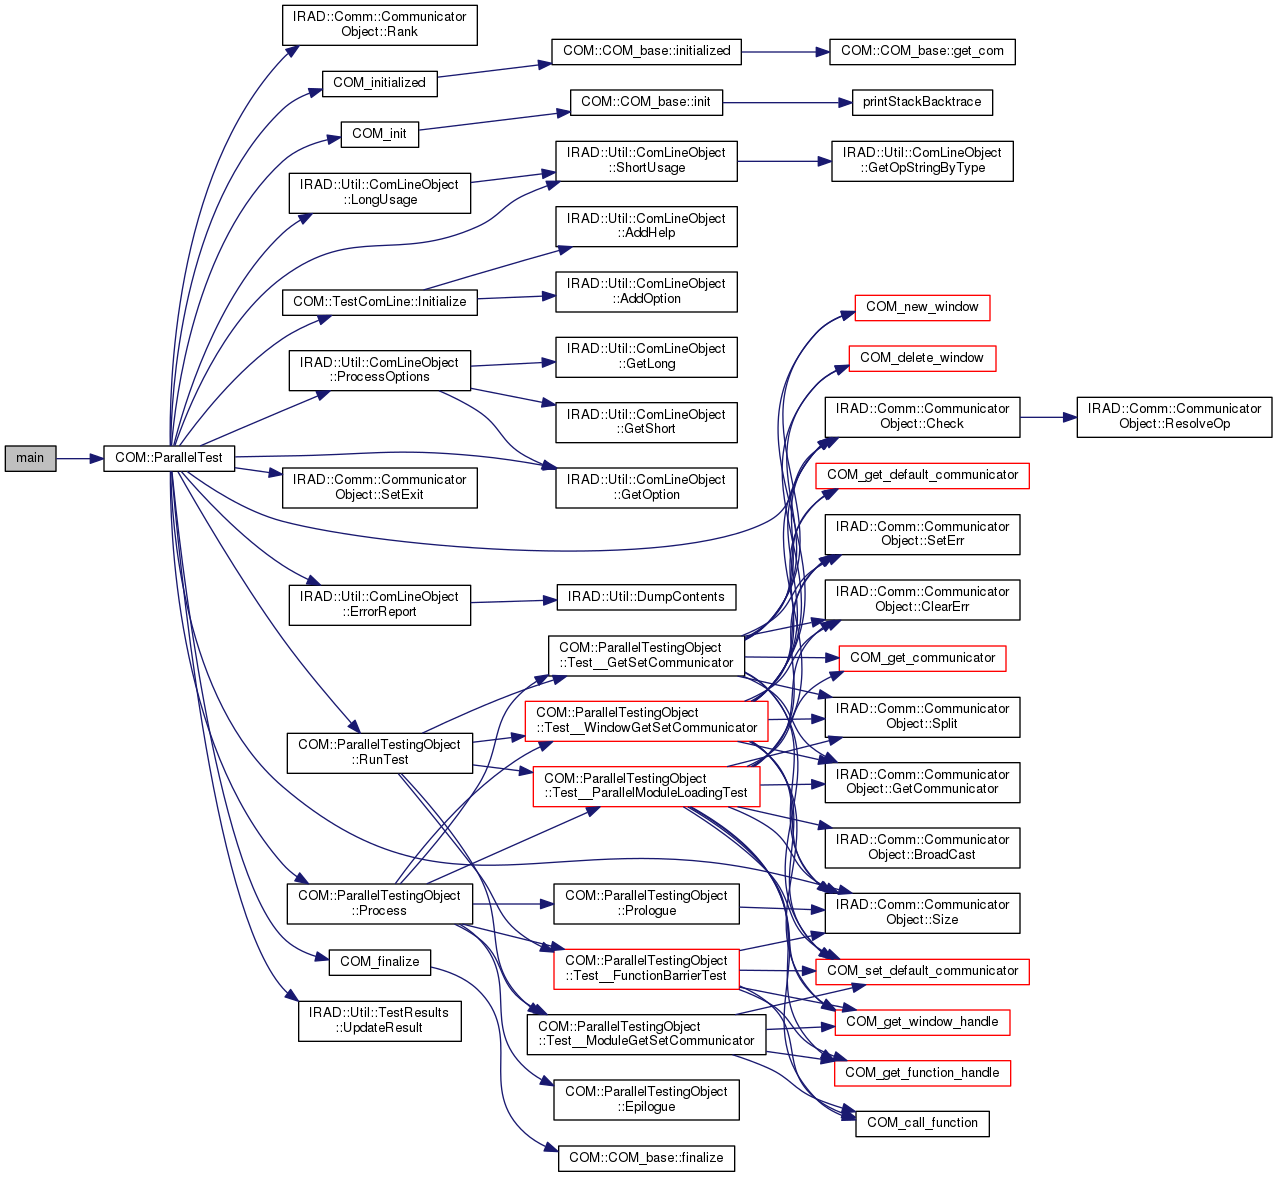 main
COM::ParallelTest
IRAD::Comm::Communicator
Object::Rank
COM_initialized
COM_init
IRAD::Util::ComLineObject
::LongUsage
COM::TestComLine::Initialize
IRAD::Util::ComLineObject
::ProcessOptions
IRAD::Comm::Communicator
Object::SetExit
IRAD::Util::ComLineObject
::ErrorReport
COM::ParallelTestingObject
::RunTest
COM::ParallelTestingObject
::Process
COM_finalize
IRAD::Util::TestResults
::UpdateResult
COM::COM_base::initialized
COM::COM_base::init
IRAD::Util::ComLineObject
::ShortUsage
IRAD::Util::ComLineObject
::AddHelp
IRAD::Util::ComLineObject
::AddOption
IRAD::Util::ComLineObject
::GetLong
IRAD::Util::ComLineObject
::GetShort
IRAD::Util::ComLineObject
::GetOption
IRAD::Util::DumpContents
COM::ParallelTestingObject
::Test__GetSetCommunicator
COM::ParallelTestingObject
::Test__WindowGetSetCommunicator
COM::ParallelTestingObject
::Test__ParallelModuleLoadingTest
COM::ParallelTestingObject
::Prologue
COM::ParallelTestingObject
::Test__FunctionBarrierTest
COM::ParallelTestingObject
::Test__ModuleGetSetCommunicator
COM::ParallelTestingObject
::Epilogue
COM::COM_base::finalize
COM::COM_base::get_com
printStackBacktrace
IRAD::Util::ComLineObject
::GetOpStringByType
COM_new_window
COM_delete_window
IRAD::Comm::Communicator
Object::Check
COM_get_default_communicator
IRAD::Comm::Communicator
Object::SetErr
IRAD::Comm::Communicator
Object::ClearErr
COM_get_communicator
IRAD::Comm::Communicator
Object::Split
IRAD::Comm::Communicator
Object::GetCommunicator
IRAD::Comm::Communicator
Object::BroadCast
IRAD::Comm::Communicator
Object::Size
COM_set_default_communicator
COM_get_window_handle
COM_get_function_handle
COM_call_function
IRAD::Comm::Communicator
Object::ResolveOp